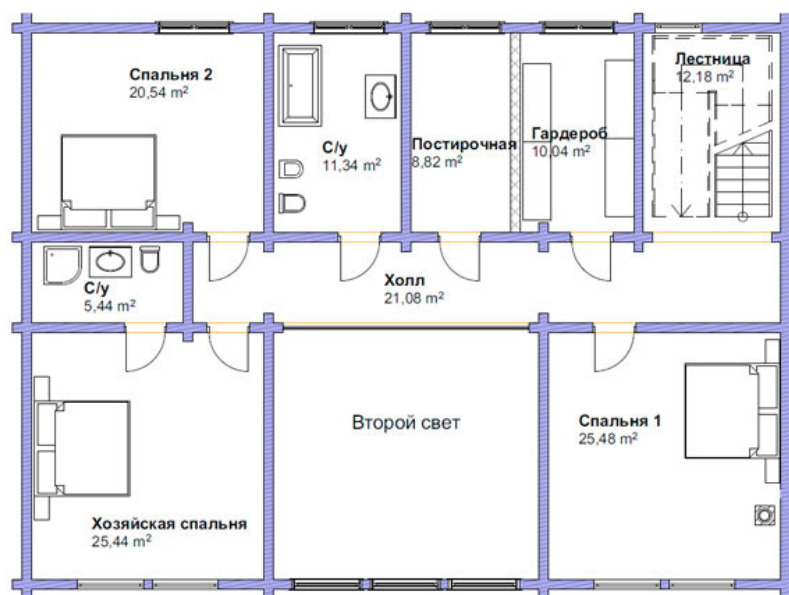 Спальня 2
20,54 m²
С/у
11,34 m²
Постирочная
8,82 m²
Гардероб
10,04 m²
Лестница
12,18 m²
С/у
5,44 m²
Холл
21,08 m²
Хозяйская спальня
25,44 m²
Второй свет
Спальня 1
25,48 m²